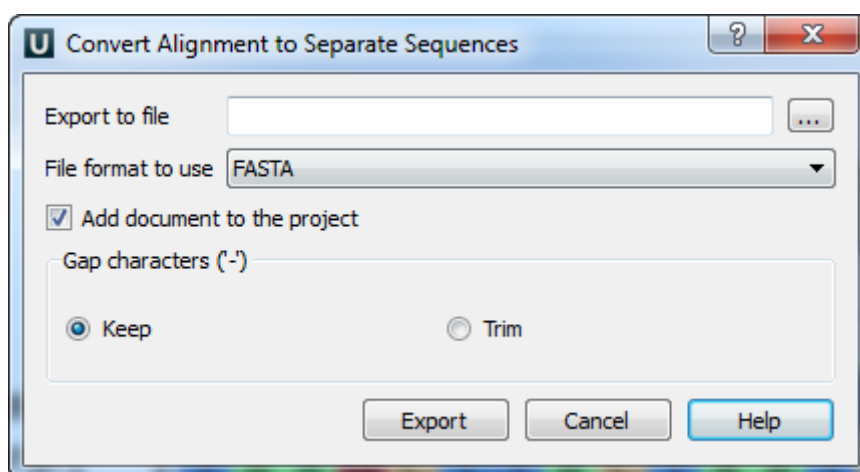 U Convert Alignment to Separate Sequences ? X
Export to file ...
File format to use FASTA
Add document to the project
Gap characters ('-')
Keep Trim
Export Cancel Help